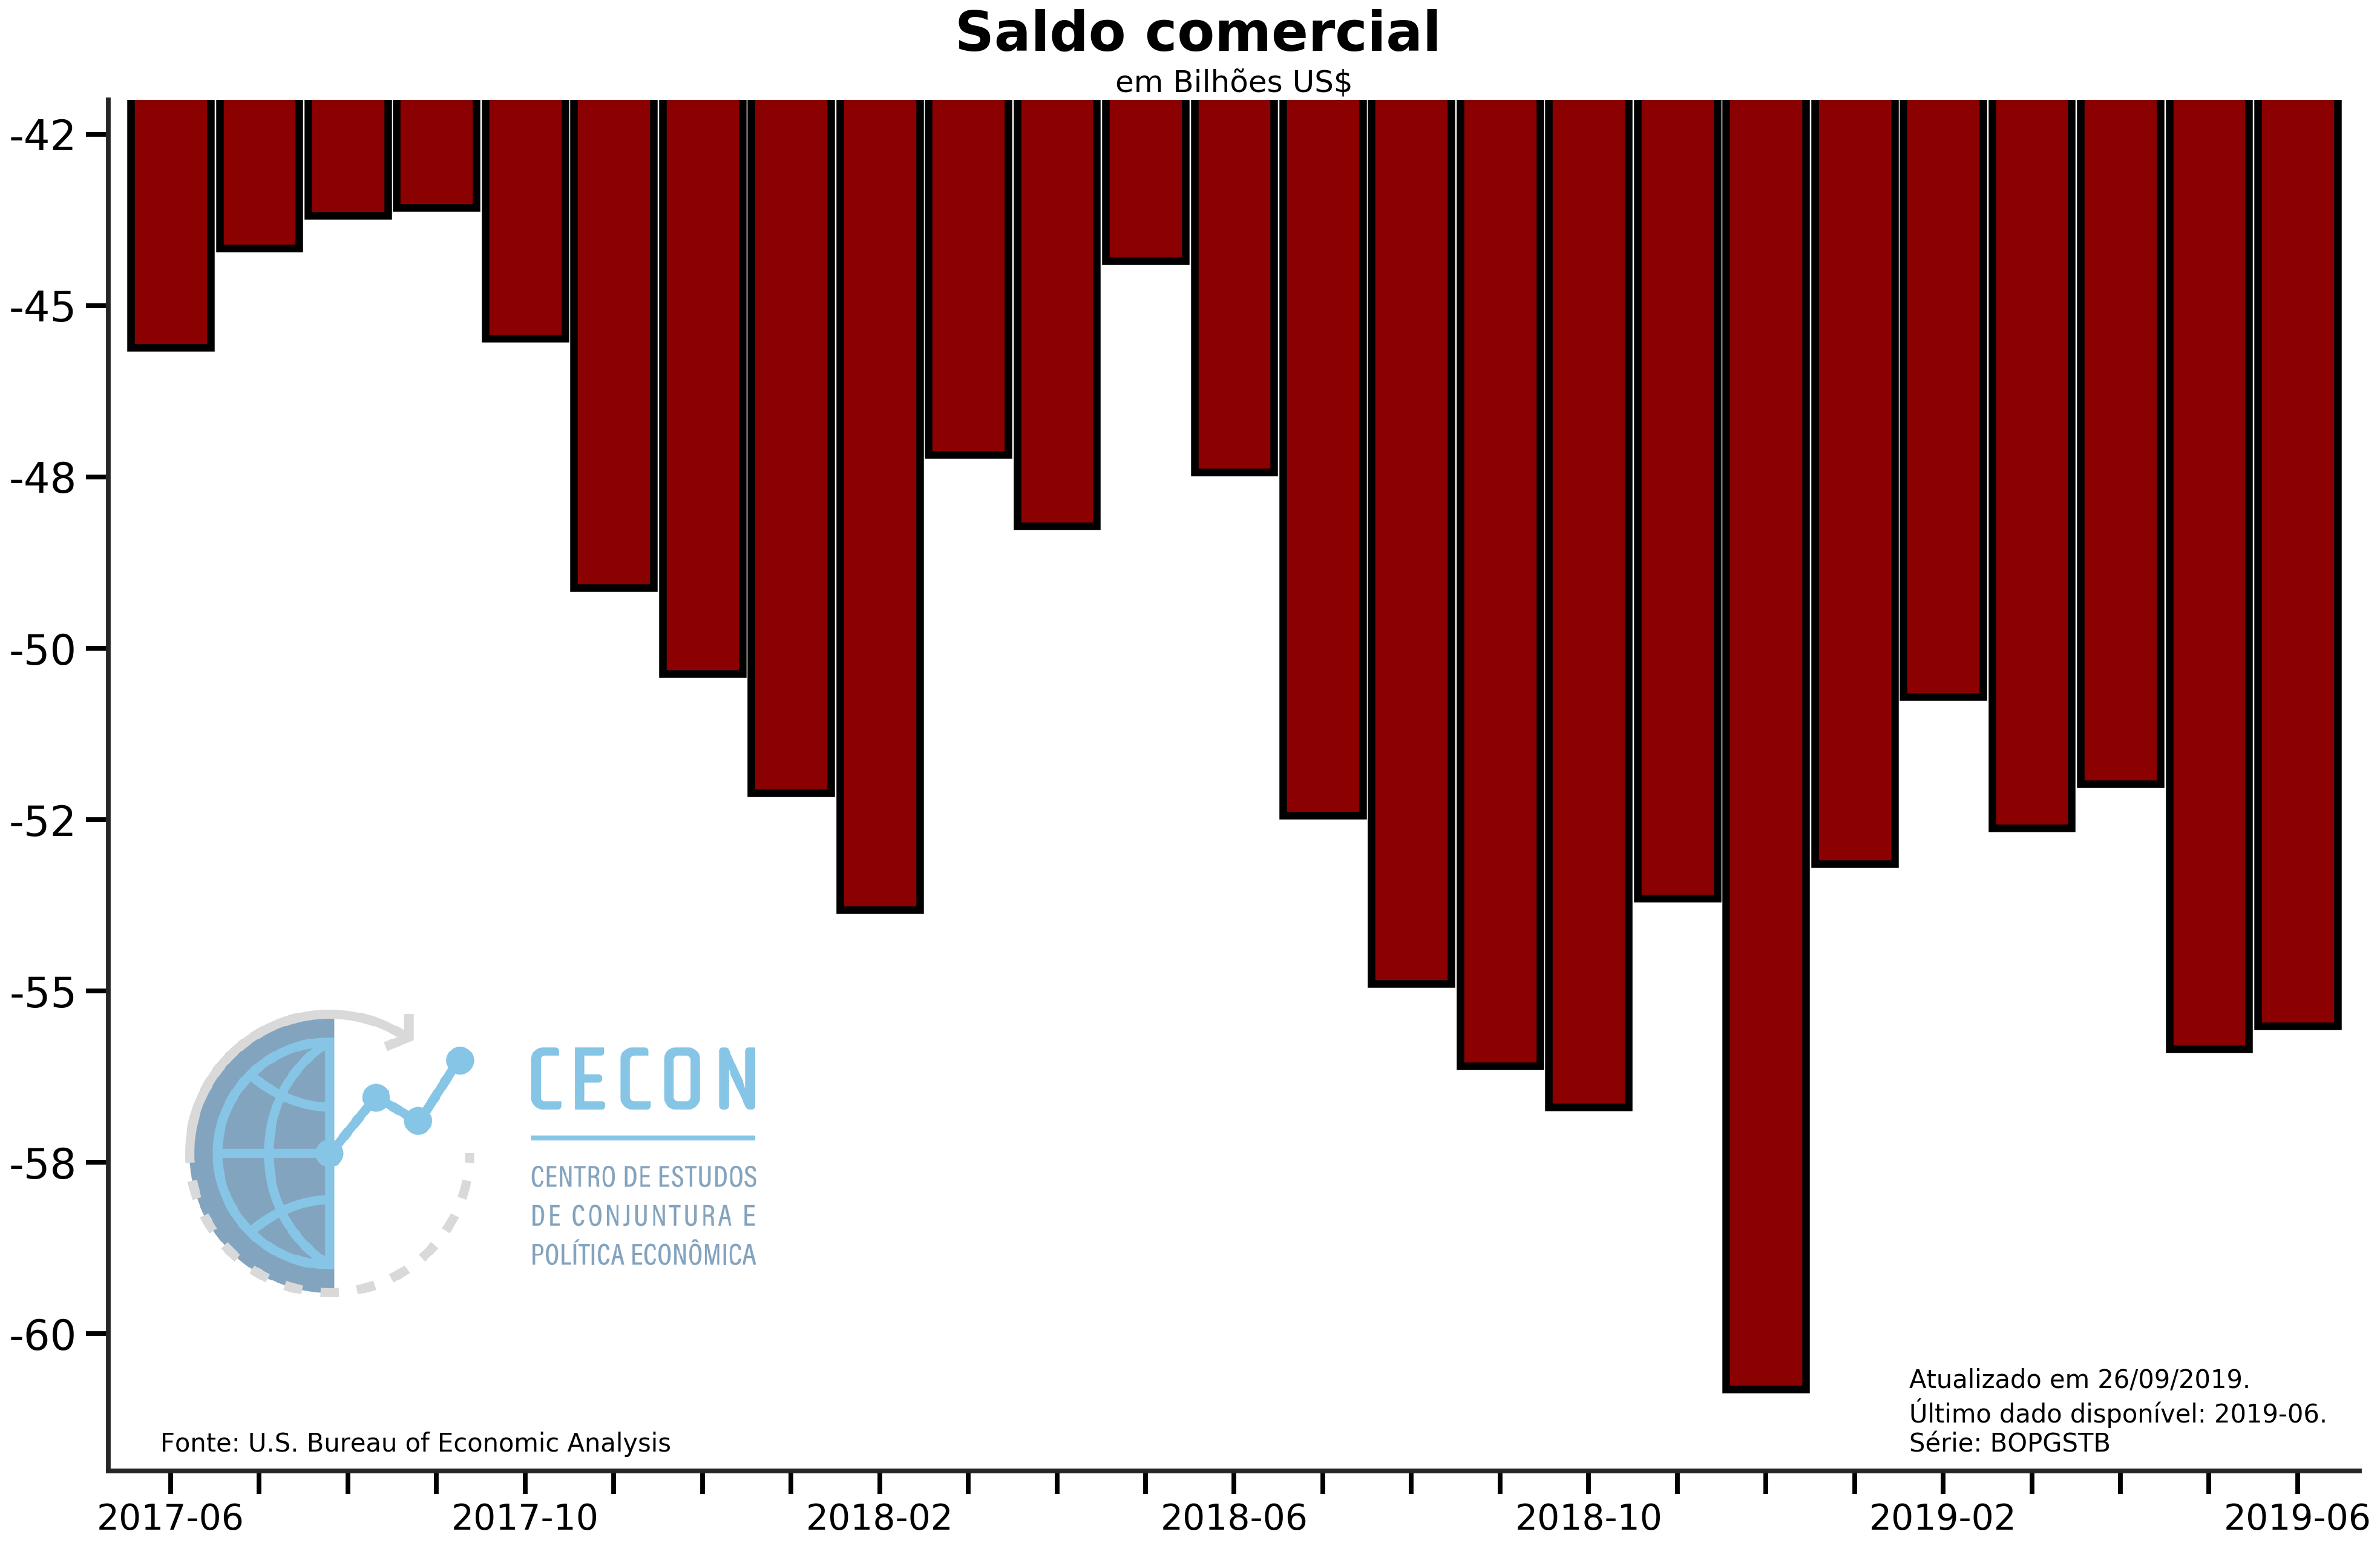 Saldo comercial
em Bilhões US$
-42
-45
-48
-50
-52
-55
-58
-60
CECON
CENTRO DE ESTUDOS
DE CONJUNTURA E
POLÍTICA ECONÔMICA
Atualizado em 26/09/2019.
Último dado disponível: 2019-06.
Série: BOPGSTB
Fonte: U.S. Bureau of Economic Analysis
2017-06 2017-10 2018-02 2018-06 2018-10 2019-02 2019-06